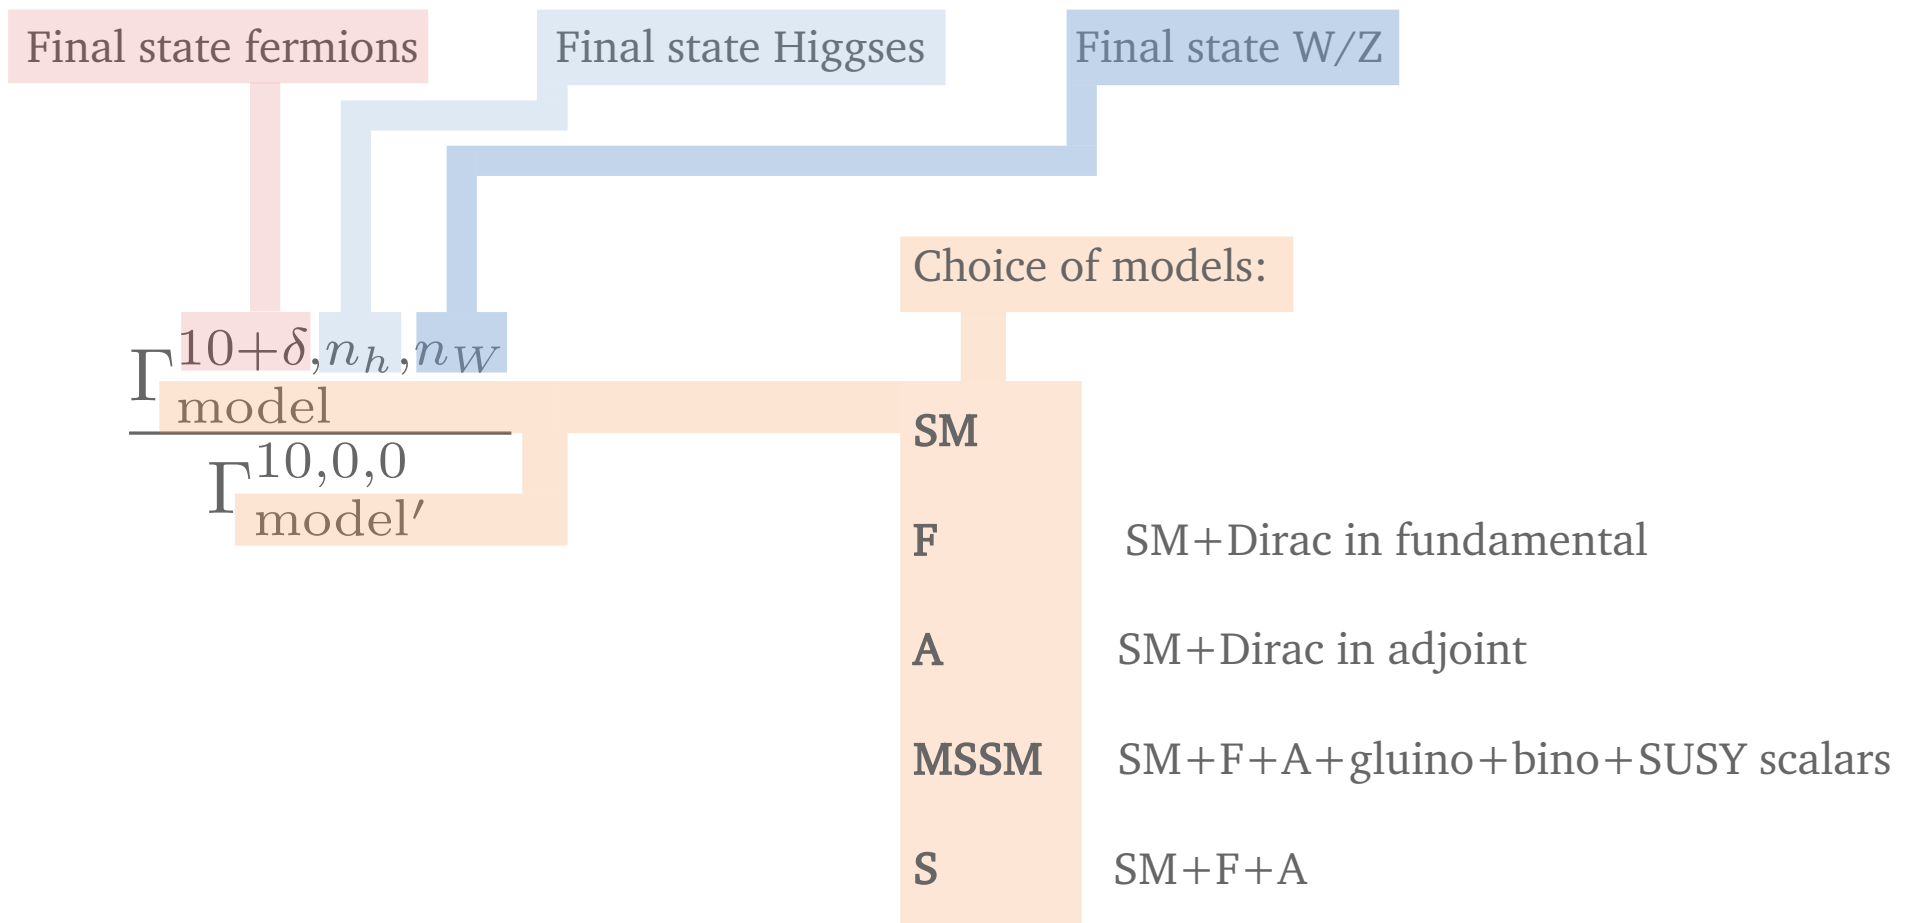 Final state fermions Final state Higgses Final state W/Z
Choice of models:
Γ^{10+δ,n_h,n_W}_{model}
Γ^{10,0,0}_{model′}
SM
F SM+Dirac in fundamental
A SM+Dirac in adjoint
MSSM SM+F+A+gluino+bino+SUSY scalars
S SM+F+A